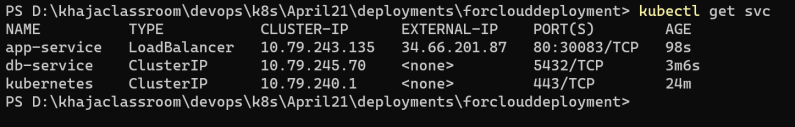 PS D:\khajaclassroom\devops\k8s\April21\deployments\forclouddeployment> kubectl get svc
NAME          TYPE           CLUSTER-IP      EXTERNAL-IP    PORT(S)        AGE
app-service   LoadBalancer   10.79.243.135   34.66.201.87   80:30083/TCP   98s
db-service    ClusterIP      10.79.245.70    <none>         5432/TCP       3m6s
kubernetes    ClusterIP      10.79.240.1     <none>         443/TCP        24m
PS D:\khajaclassroom\devops\k8s\April21\deployments\forclouddeployment>